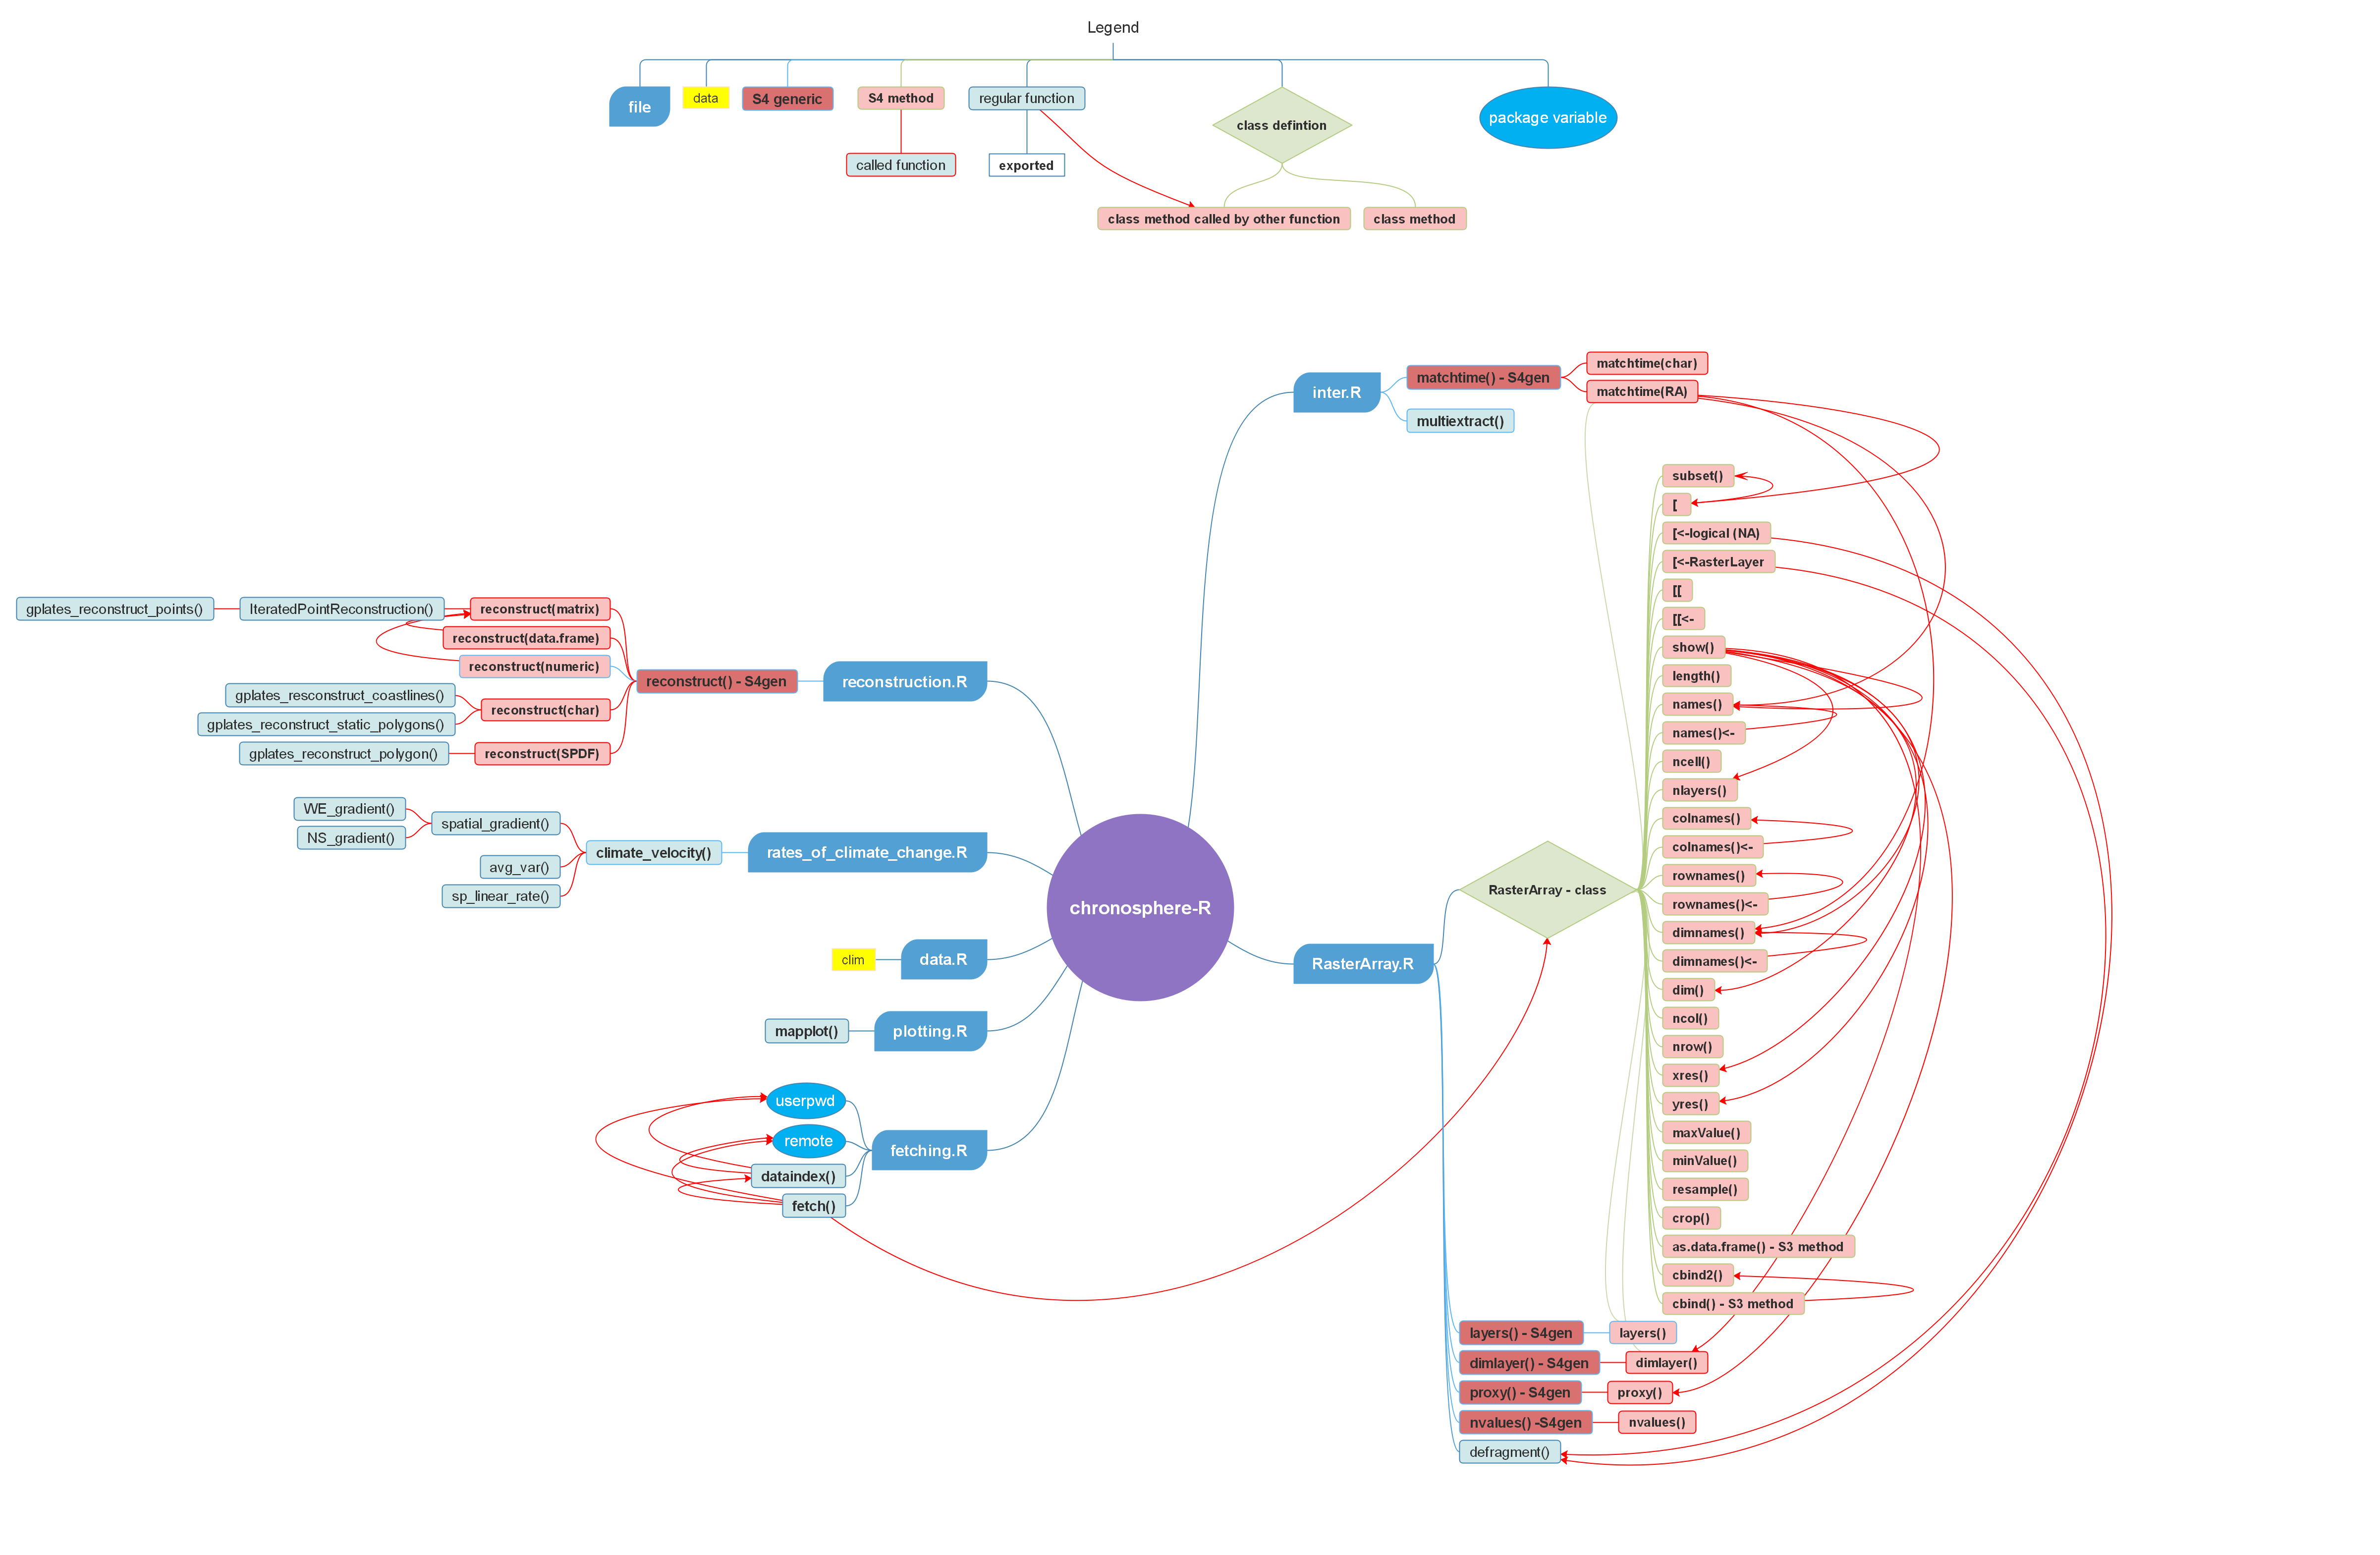 Legend
file
data
S4 generic
S4 method
regular function
class defintion
package variable
called function
exported
class method called by other function
class method
inter.R
matchtime() - S4gen
matchtime(char)
matchtime(RA)
multiextract()
gplates_reconstruct_points()
IteratedPointReconstruction()
reconstruct(matrix)
reconstruct(data.frame)
reconstruct(numeric)
gplates_resconstruct_coastlines()
reconstruct(char)
gplates_reconstruct_static_polygons()
gplates_reconstruct_polygon()
reconstruct(SPDF)
reconstruct() - S4gen
reconstruction.R
WE_gradient()
NS_gradient()
spatial_gradient()
avg_var()
sp_linear_rate()
climate_velocity()
rates_of_climate_change.R
chronosphere-R
clim
data.R
mapplot()
plotting.R
userpwd
remote
dataindex()
fetch()
fetching.R
RasterArray.R
RasterArray - class
subset()
[
[<-logical (NA)
[<-RasterLayer
[[
[[<-
show()
length()
names()
names()<-
ncell()
nlayers()
colnames()
colnames()<-
rownames()
rownames()<-
dimnames()
dimnames()<-
dim()
ncol()
nrow()
xres()
yres()
maxValue()
minValue()
resample()
crop()
as.data.frame() - S3 method
cbind2()
cbind() - S3 method
layers() - S4gen
layers()
dimlayer() - S4gen
dimlayer()
proxy() - S4gen
proxy()
nvalues() -S4gen
nvalues()
defragment()